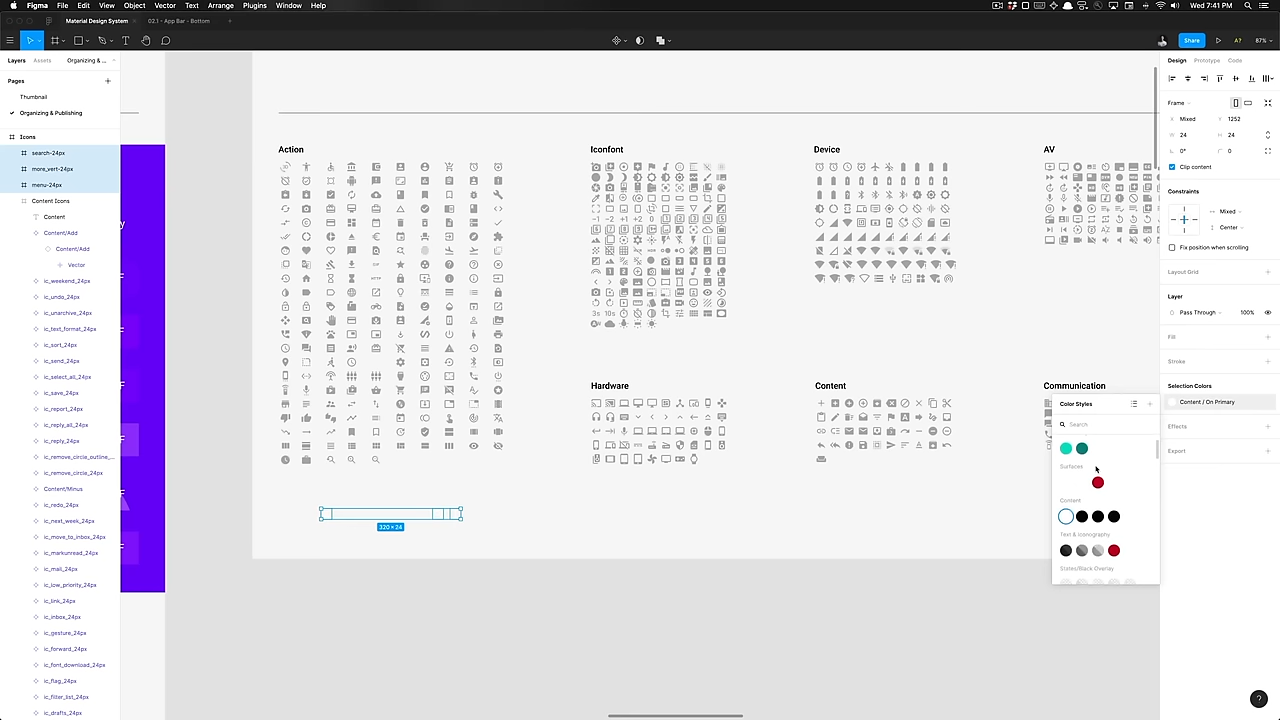 Figma File Edit View Object Vector Text Arrange Plugins Window Help
Wed 7:41 PM
Material Design System
02.1 - App Bar - Bottom
Share
A?
87%
Layers Assets Organizing & ...
Pages
Thumbnail
Organizing & Publishing
Icons
search-24px
more_vert-24px
menu-24px
Content Icons
Content
Content/Add
Content/Add
Vector
ic_weekend_24px
ic_undo_24px
ic_unarchive_24px
ic_text_format_24px
ic_sort_24px
ic_send_24px
ic_select_all_24px
ic_save_24px
ic_report_24px
ic_reply_all_24px
ic_reply_24px
ic_remove_circle_outline_...
ic_remove_circle_24px
Content/Minus
ic_redo_24px
ic_next_week_24px
ic_move_to_inbox_24px
ic_markunread_24px
ic_mail_24px
ic_low_priority_24px
ic_link_24px
ic_inbox_24px
ic_gesture_24px
ic_forward_24px
ic_font_download_24px
ic_flag_24px
ic_filter_list_24px
ic_drafts_24px
Action
Iconfont
Device
AV
Hardware
Content
Communication
320 × 24
Color Styles
Search
Surfaces
Content
Text & Iconography
States/Black Overlay
Design Prototype Code
Frame
X Mixed Y 1252
W 24 H 24
0° 0
Clip content
Constraints
Mixed
Center
Fix position when scrolling
Layout Grid
Layer
Pass Through 100%
Fill
Stroke
Selection Colors
Content / On Primary
Effects
Export
?